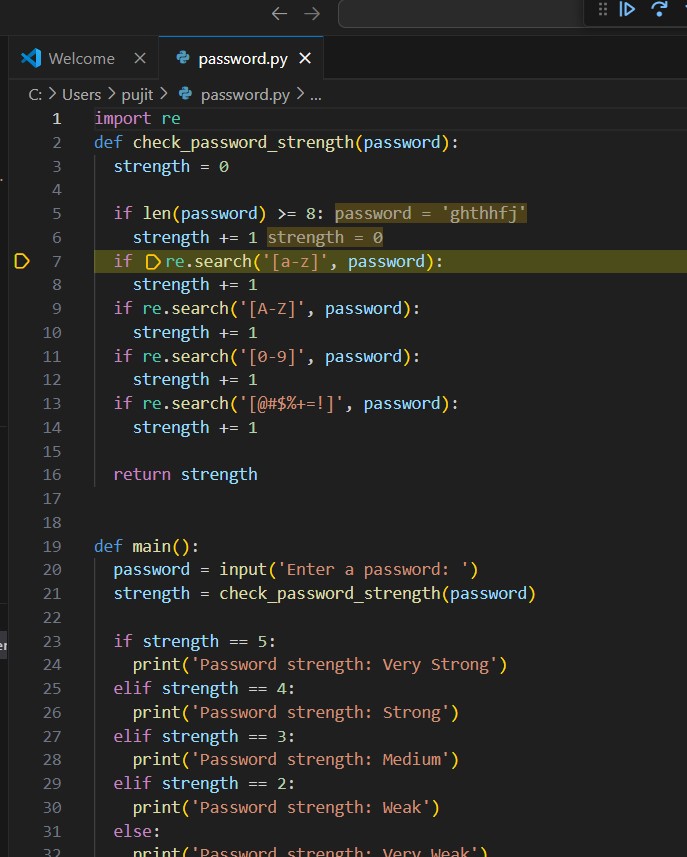 Welcome password.py
C: > Users > pujit > password.py > ...
1 import re
2 def check_password_strength(password):
3 strength = 0
4
5 if len(password) >= 8: password = 'ghthhfj'
6 strength += 1 strength = 0
7 if re.search('[a-z]', password):
8 strength += 1
9 if re.search('[A-Z]', password):
10 strength += 1
11 if re.search('[0-9]', password):
12 strength += 1
13 if re.search('[@#$%+=!]', password):
14 strength += 1
15
16 return strength
17
18
19 def main():
20 password = input('Enter a password: ')
21 strength = check_password_strength(password)
22
23 if strength == 5:
24 print('Password strength: Very Strong')
25 elif strength == 4:
26 print('Password strength: Strong')
27 elif strength == 3:
28 print('Password strength: Medium')
29 elif strength == 2:
30 print('Password strength: Weak')
31 else:
32 print('Password strength: Very Weak')